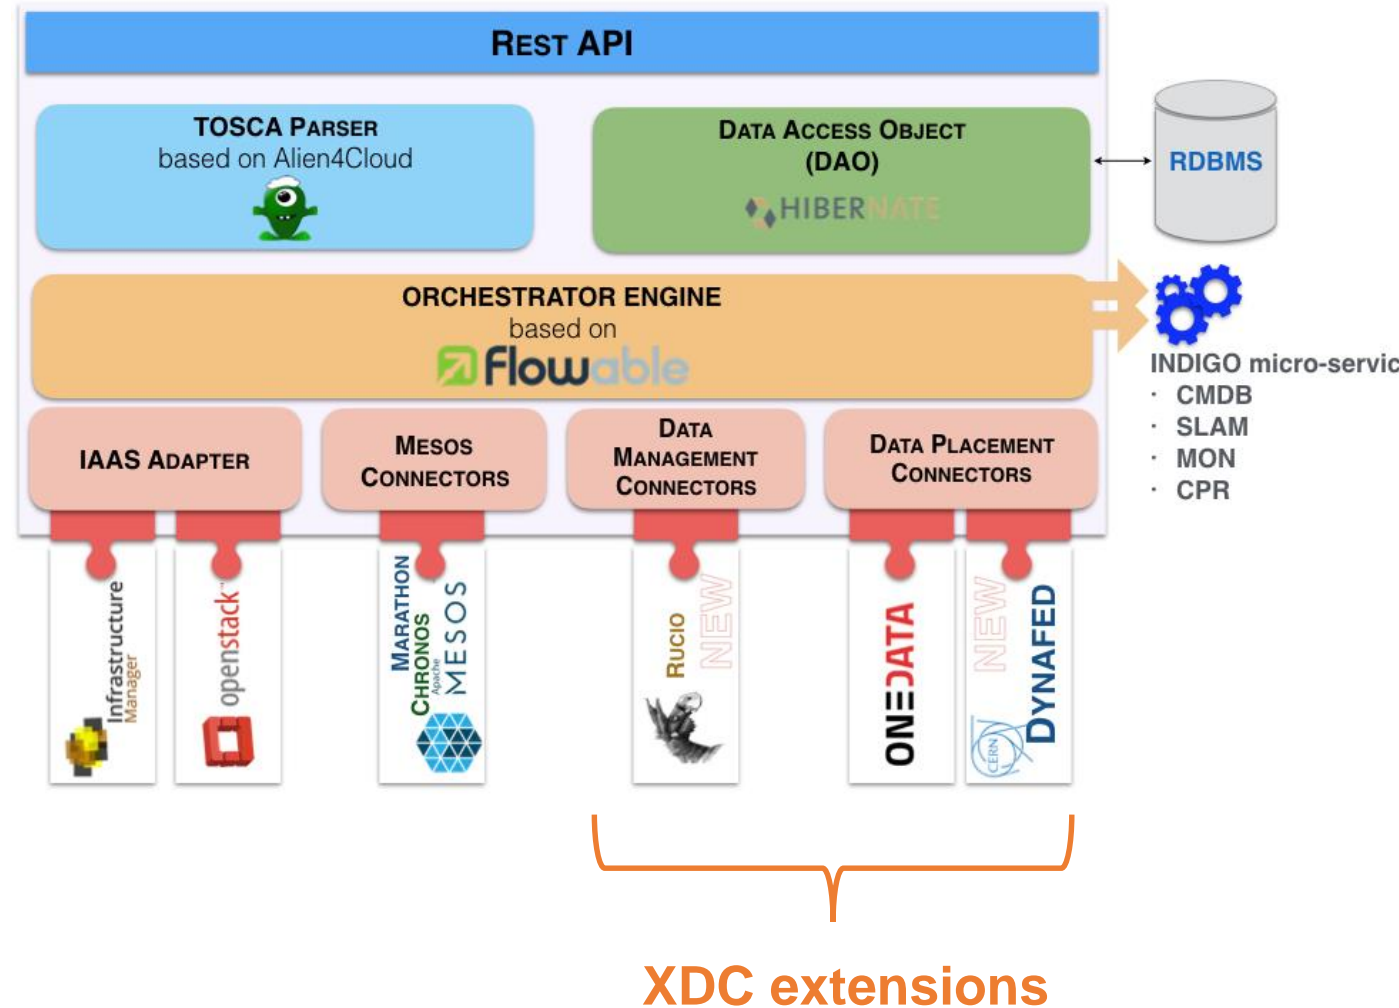 REST API
TOSCA PARSER
based on Alien4Cloud
DATA ACCESS OBJECT
(DAO)
HIBERNATE
RDBMS
ORCHESTRATOR ENGINE
based on
Flowable
INDIGO micro-servic
· CMDB
· SLAM
· MON
· CPR
IAAS ADAPTER
MESOS
CONNECTORS
DATA
MANAGEMENT
CONNECTORS
DATA PLACEMENT
CONNECTORS
Infrastructure
Manager
openstack
MARATHON
CHRONOS
Apache
MESOS
RUCIO
NEW
ONEDATA
NEW
DYNAFED
CERN
XDC extensions